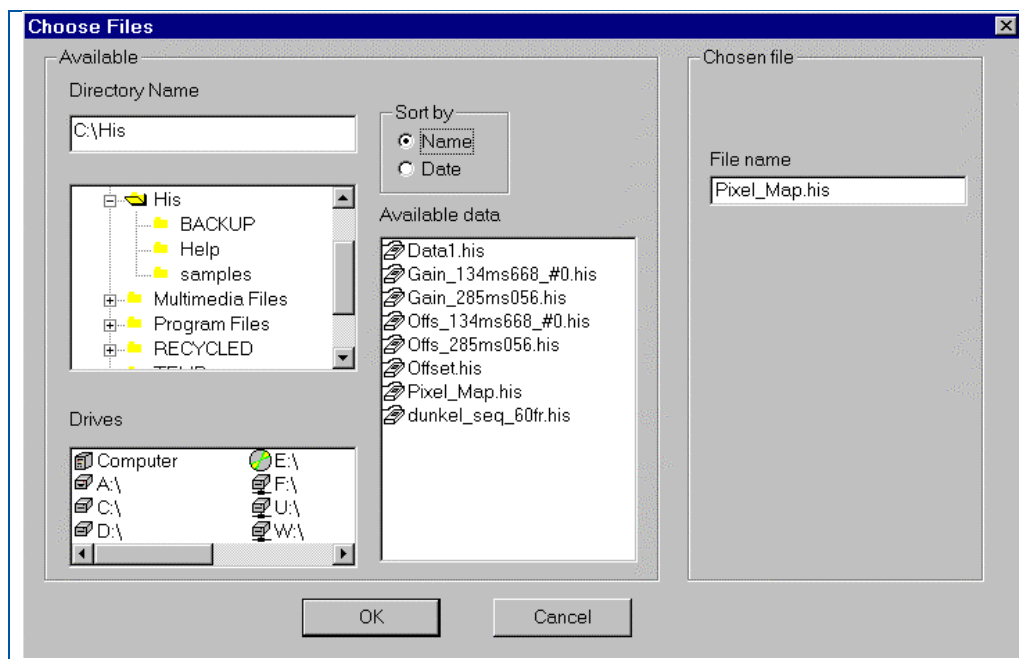 Choose Files
Available
Directory Name
C:\His
His
BACKUP
Help
samples
Multimedia Files
Program Files
RECYCLED
Drives
Computer
A:\
C:\
D:\
E:\
F:\
U:\
W:\
Sort by
Name
Date
Available data
Data1.his
Gain_134ms668_#0.his
Gain_285ms056.his
Offs_134ms668_#0.his
Offs_285ms056.his
Offset.his
Pixel_Map.his
dunkel_seq_60fr.his
Chosen file
File name
Pixel_Map.his
OK
Cancel